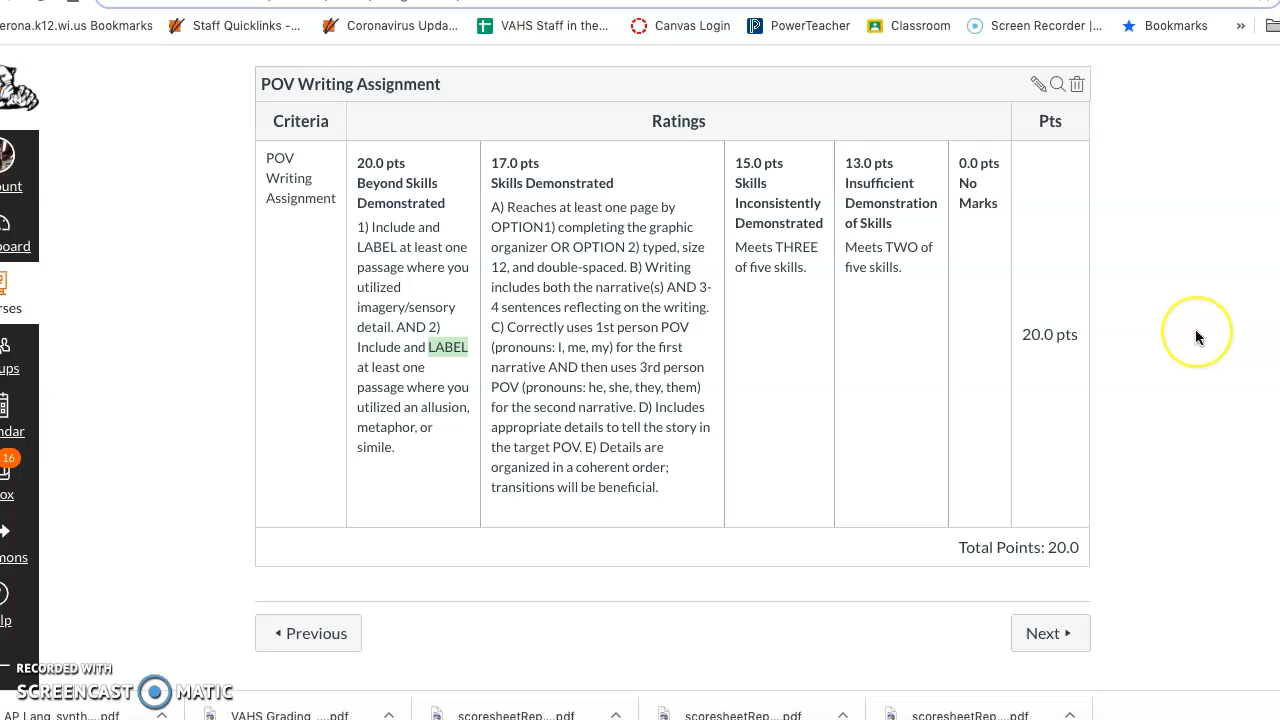 erona.k12.wi.us Bookmarks
Staff Quicklinks -...
Coronavirus Upda...
VAHS Staff in the...
Canvas Login
PowerTeacher
Classroom
Screen Recorder |...
Bookmarks
»
POV Writing Assignment
Criteria
Ratings
Pts
POV
Writing
Assignment
20.0 pts
Beyond Skills
Demonstrated
1) Include and
LABEL at least one
passage where you
utilized
imagery/sensory
detail. AND 2)
Include and LABEL
at least one
passage where you
utilized an allusion,
metaphor, or
simile.
17.0 pts
Skills Demonstrated
A) Reaches at least one page by
OPTION1) completing the graphic
organizer OR OPTION 2) typed, size
12, and double-spaced. B) Writing
includes both the narrative(s) AND 3-
4 sentences reflecting on the writing.
C) Correctly uses 1st person POV
(pronouns: I, me, my) for the first
narrative AND then uses 3rd person
POV (pronouns: he, she, they, them)
for the second narrative. D) Includes
appropriate details to tell the story in
the target POV. E) Details are
organized in a coherent order;
transitions will be beneficial.
15.0 pts
Skills
Inconsistently
Demonstrated
Meets THREE
of five skills.
13.0 pts
Insufficient
Demonstration
of Skills
Meets TWO of
five skills.
0.0 pts
No
Marks
20.0 pts
Total Points: 20.0
Previous
Next
ount
board
rses
ups
ndar
16
ox
mons
lp
RECORDED WITH
SCREENCAST MATIC
AP Lang_synth....pdf
VAHS Grading_....pdf
scoresheetRep....pdf
scoresheetRep....pdf
scoresheetRep....pdf